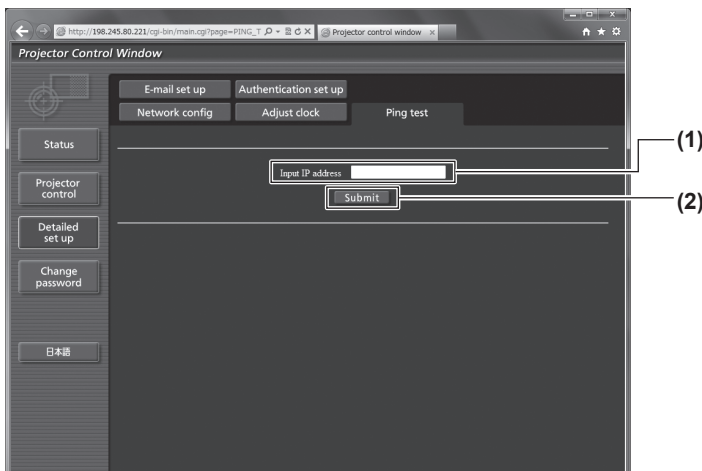 http://198.245.80.221/cgi-bin/main.cgi?page=PING_T
Projector control window
Projector Control Window
E-mail set up
Authentication set up
Network config
Adjust clock
Ping test
Status
Projector
control
Detailed
set up
Change
password
日本語
Input IP address
Submit
(1)
(2)